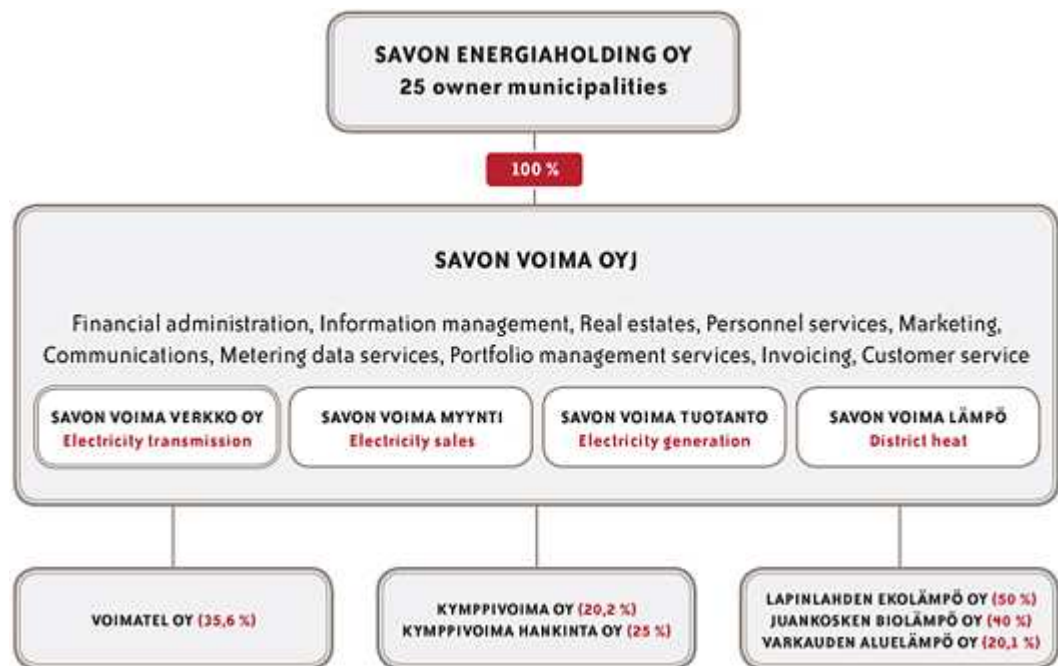 SAVON ENERGIAHOLDING OY
25 owner municipalities
100 %
SAVON VOIMA OYJ
Financial administration, Information management, Real estates, Personnel services, Marketing,
Communications, Metering data services, Portfolio management services, Invoicing, Customer service
SAVON VOIMA VERKKO OY
Electricity transmission
SAVON VOIMA MYYNTI
Electricity sales
SAVON VOIMA TUOTANTO
Electricity generation
SAVON VOIMA LÄMPÖ
District heat
VOIMATEL OY (35,6 %)
KYMPPIVOIMA OY (20,2 %)
KYMPPIVOIMA HANKINTA OY (25 %)
LAPINLAHDEN EKOLÄMPÖ OY (50 %)
JUANKOSKEN BIOLÄMPÖ OY (40 %)
VARKAUDEN ALUELÄMPÖ OY (20,1 %)